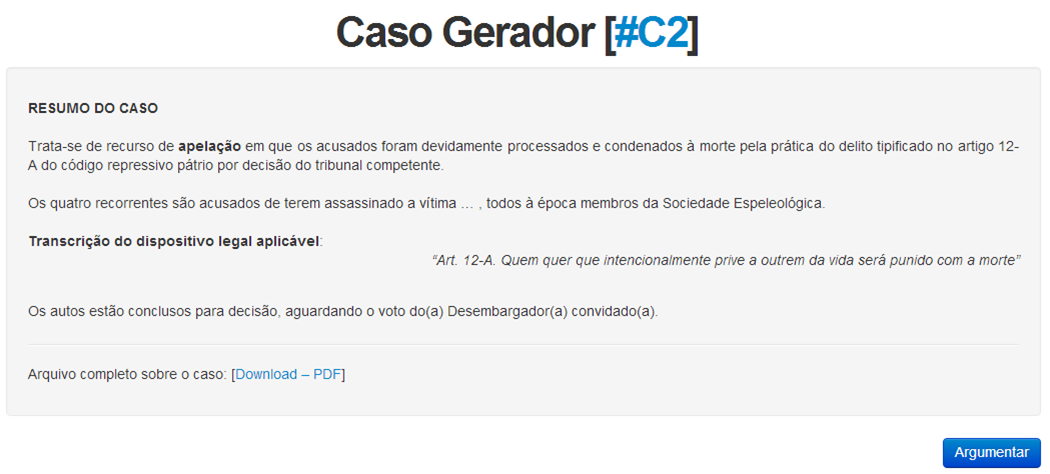 Caso Gerador [#C2]
RESUMO DO CASO
Trata-se de recurso de apelação em que os acusados foram devidamente processados e condenados à morte pela prática do delito tipificado no artigo 12-
A do código repressivo pátrio por decisão do tribunal competente.
Os quatro recorrentes são acusados de terem assassinado a vítima ... , todos à época membros da Sociedade Espeleológica.
Transcrição do dispositivo legal aplicável:
“Art. 12-A. Quem quer que intencionalmente prive a outrem da vida será punido com a morte”
Os autos estão conclusos para decisão, aguardando o voto do(a) Desembargador(a) convidado(a).
Arquivo completo sobre o caso: [Download – PDF]
Argumentar